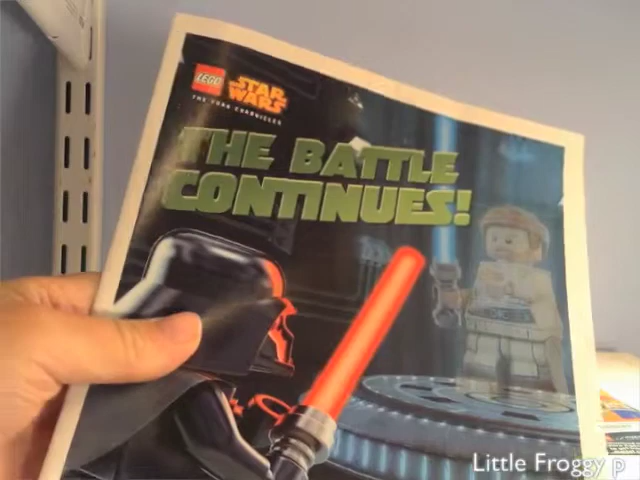 LEGO STAR WARS
THE YODA CHRONICLES
THE BATTLE
CONTINUES!
Little Froggy p